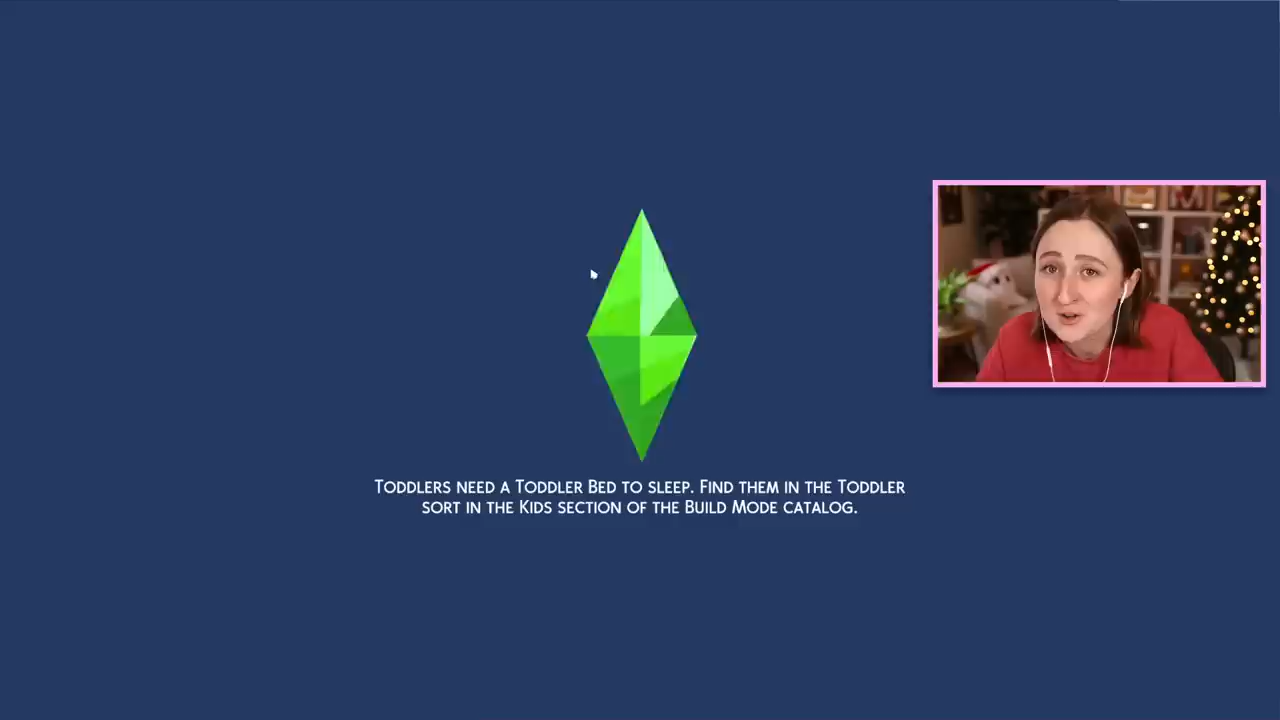 Toddlers need a Toddler Bed to sleep. Find them in the Toddler
sort in the Kids section of the Build Mode catalog.